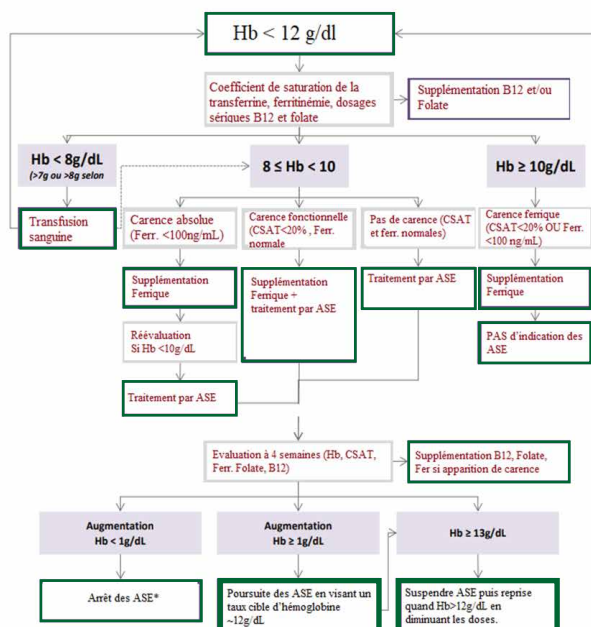 Hb < 12 g/dl
Coefficient de saturation de la
transferrine, ferritinémie, dosages
sériques B12 et folate
Supplémentation B12 et/ou
Folate
Hb < 8g/dL
(>7g ou >8g selon
8 ≤ Hb < 10
Hb ≥ 10g/dL
Transfusion
sanguine
Carence absolue
(Ferr. <100ng/mL)
Carence fonctionnelle
(CSAT<20% , Ferr.
normale
Pas de carence (CSAT
et ferr. normales)
Carence ferrique
(CSAT<20% OU Ferr.
<100 ng/mL)
Supplémentation
Ferrique
Supplémentation
Ferrique +
traitement par ASE
Traitement par ASE
Supplémentation
Ferrique
Réévaluation
Si Hb <10g/dL
PAS d’indication des
ASE
Traitement par ASE
Evaluation à 4 semaines (Hb, CSAT,
Ferr. Folate, B12)
Supplémentation B12, Folate,
Fer si apparition de carence
Augmentation
Hb < 1g/dL
Augmentation
Hb ≥ 1g/dL
Hb ≥ 13g/dL
Arrêt des ASE*
Poursuite des ASE en visant un
taux cible d’hémoglobine
~12g/dL
Suspendre ASE puis reprise
quand Hb>12g/dL en
diminuant les doses.